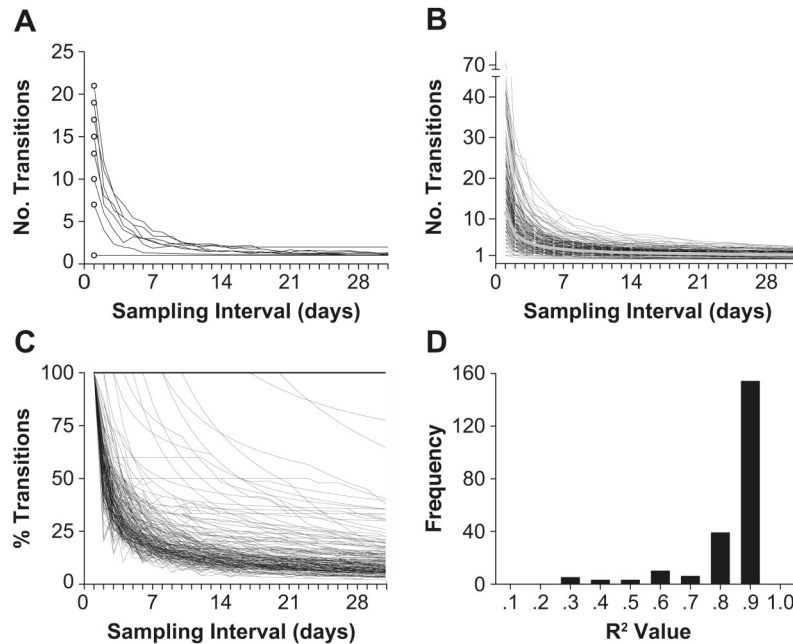 A
25
20
15
10
5
0
No. Transitions
0 7 14 21 28
Sampling Interval (days)
B
70
40
30
20
10
1
No. Transitions
0 7 14 21 28
Sampling Interval (days)
C
100
75
50
25
0
% Transitions
0 7 14 21 28
Sampling Interval (days)
D
160
120
80
40
0
Frequency
.1 .2 .3 .4 .5 .6 .7 .8 .9 1.0
R² Value